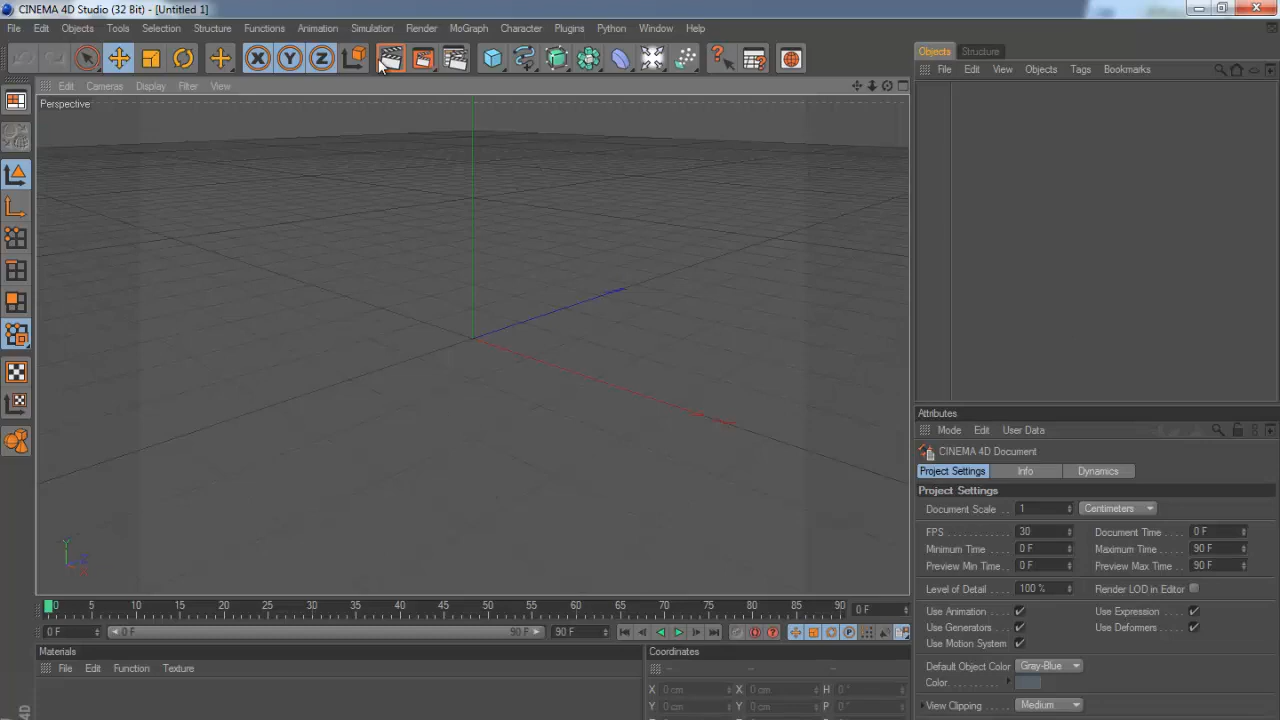 CINEMA 4D Studio (32 Bit) - [Untitled 1]
File Edit Objects Tools Selection Structure Functions Animation Simulation Render MoGraph Character Plugins Python Window Help
X Y Z
Objects Structure
File Edit View Objects Tags Bookmarks
Edit Cameras Display Filter View
Perspective
Y
0 5 10 15 20 25 30 35 40 45 50 55 60 65 70 75 80 85 90 0 F
0 F 0 F 90 F 90 F
Materials
File Edit Function Texture
Coordinates
X 0 cm X 0 cm H 0 °
Y 0 cm Y 0 cm P 0 °
Attributes
Mode Edit User Data
CINEMA 4D Document
Project Settings Info Dynamics
Project Settings
Document Scale . . 1 Centimeters
FPS . . . . . . . . . . . 30 Document Time . . . . 0 F
Minimum Time . . . 0 F Maximum Time . . . . 90 F
Preview Min Time . . 0 F Preview Max Time . . 90 F
Level of Detail . . . . 100 % Render LOD in Editor
Use Animation . . . Use Expression . . . .
Use Generators . . Use Deformers . . . .
Use Motion System
Default Object Color Gray-Blue
Color. . . . . . . . . .
View Clipping . . . . Medium
4D